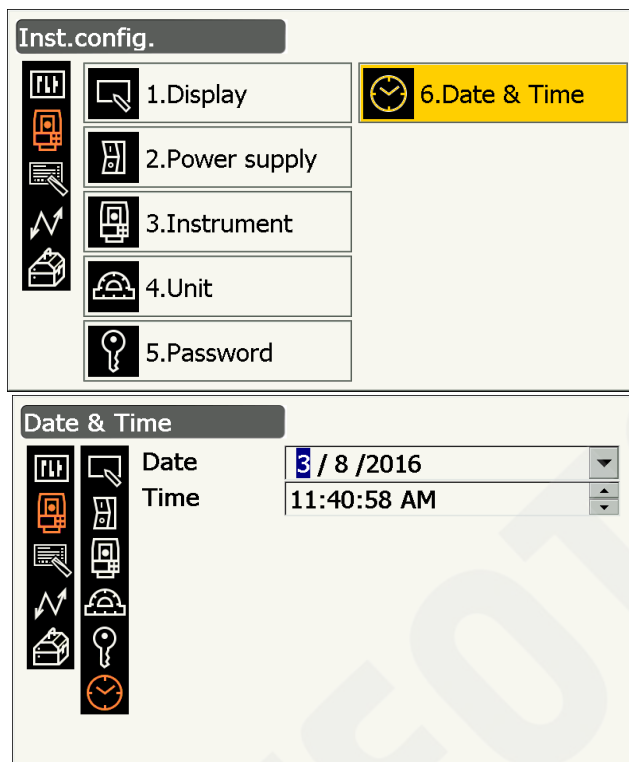 Inst.config.
1.Display
6.Date & Time
2.Power supply
3.Instrument
4.Unit
5.Password
Date & Time
Date 3 / 8 /2016
Time 11:40:58 AM